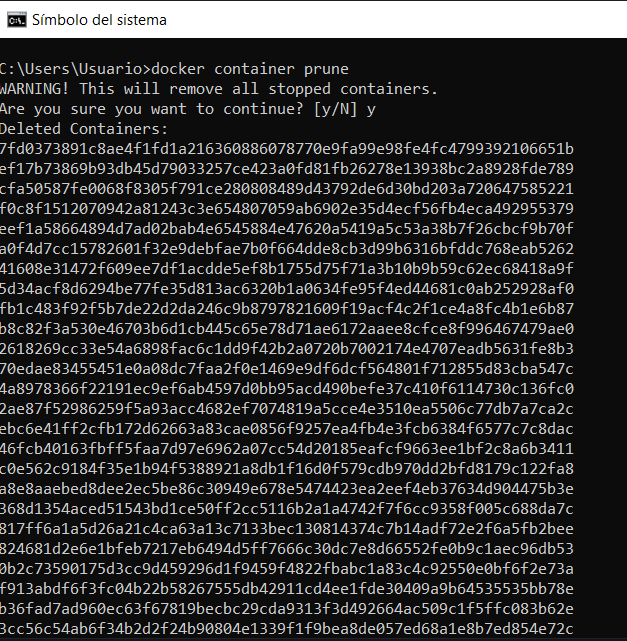 Símbolo del sistema
C:\Users\Usuario>docker container prune
WARNING! This will remove all stopped containers.
Are you sure you want to continue? [y/N] y
Deleted Containers:
7fd0373891c8ae4f1fd1a216360886078770e9fa99e98fe4fc4799392106651b
ef17b73869b93db45d79033257ce423a0fd81fb26278e13938bc2a8928fde789
cfa50587fe0068f8305f791ce280808489d43792de6d30bd203a720647585221
f0c8f1512070942a81243c3e654807059ab6902e35d4ecf56fb4eca492955379
eef1a58664894d7ad02bab4e6545884e47620a5419a5c53a38b7f26cbcf9b70f
a0f4d7cc15782601f32e9debfae7b0f664dde8cb3d99b6316bfddc768eab5262
41608e31472f609ee7df1acdde5ef8b1755d75f71a3b10b9b59c62ec68418a9f
5d34acf8d6294be77fe35d813ac6320b1a0634fe95f4ed44681c0ab252928af0
fb1c483f92f5b7de22d2da246c9b8797821609f19acf4c2f1ce4a8fc4b1e6b87
b8c82f3a530e46703b6d1cb445c65e78d71ae6172aaee8cfce8f996467479ae0
2618269cc33e54a6898fac6c1dd9f42b2a0720b7002174e4707eadb5631fe8b3
70edae83455451e0a08dc7faa2f0e1469e9df6dcf564801f712855d83cba547c
4a8978366f22191ec9ef6ab4597d0bb95acd490befe37c410f6114730c136fc0
2ae87f52986259f5a93acc4682ef7074819a5cce4e3510ea5506c77db7a7ca2c
ebc6e41ff2cfb172d62663a83cae0856f9257ea4fb4e3fcb6384f6577c7c8dac
46fcb40163fbff5faa7d97e6962a07cc54d20185eafcf9663ee1bf2c8a6b3411
c0e562c9184f35e1b94f5388921a8db1f16d0f579cdb970dd2bfd8179c122fa8
a8e8aaebed8dee2ec5be86c30949e678e5474423ea2eef4eb37634d904475b3e
368d1354aced51543bd1ce50ff2cc5116b2a1a4742f7f6cc9358f005c688da7c
817ff6a1a5d26a21c4ca63a13c7133bec130814374c7b14adf72e2f6a5fb2bee
824681d2e6e1bfeb7217eb6494d5ff7666c30dc7e8d66552fe0b9c1aec96db53
0b2c73590175d3cc9d459296d1f9459f4822fbabc1a83c4c92550e0bf6f2e73a
f913abdf6f3fc04b22b58267555db42911cd4ee1fde30409a9b64535535bb78e
b36fad7ad960ec63f67819becbc29cda9313f3d492664ac509c1f5ffc083b62e
3cc56c54ab6f34b2d2f24b90804e1339f1f9bea8de057ed68a1e8b7ed854e72c